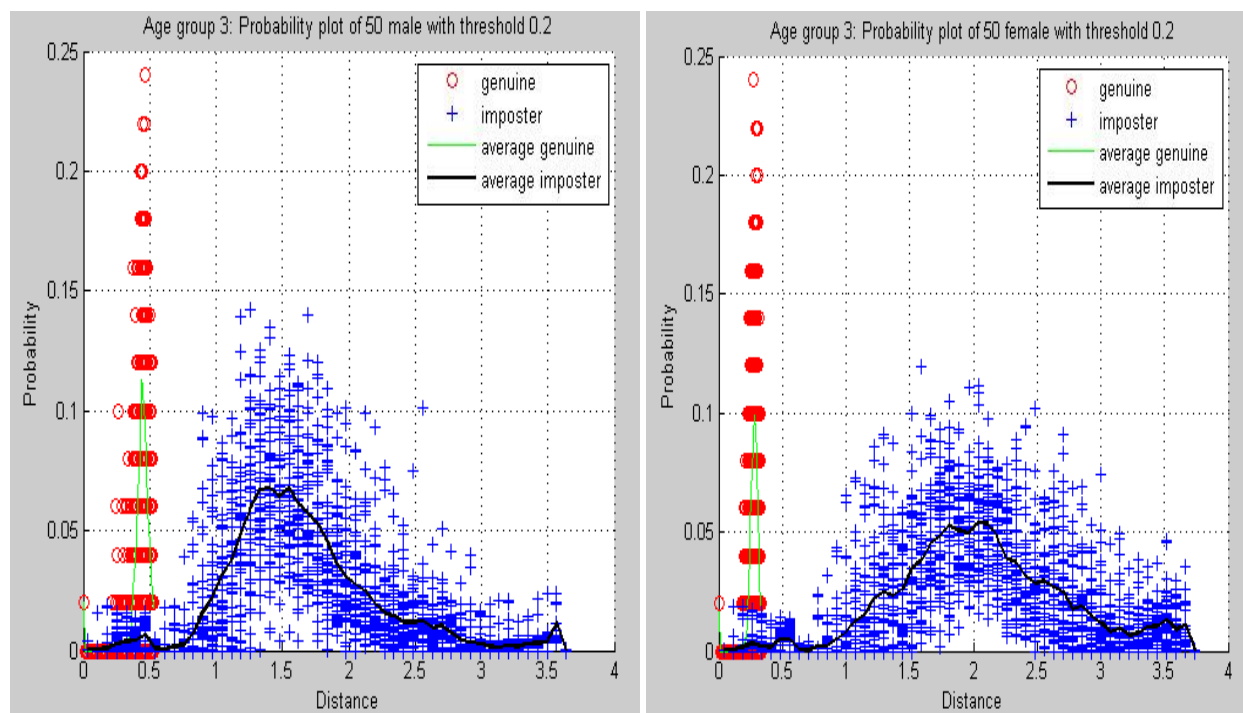 Age group 3: Probability plot of 50 male with threshold 0.2
0.25
0.2
0.15
0.1
0.05
0
Probability
genuine
imposter
average genuine
average imposter
0 0.5 1 1.5 2 2.5 3 3.5 4
Distance
Age group 3: Probability plot of 50 female with threshold 0.2
0.25
0.2
0.15
0.1
0.05
0
Probability
genuine
imposter
average genuine
average imposter
0 0.5 1 1.5 2 2.5 3 3.5 4
Distance